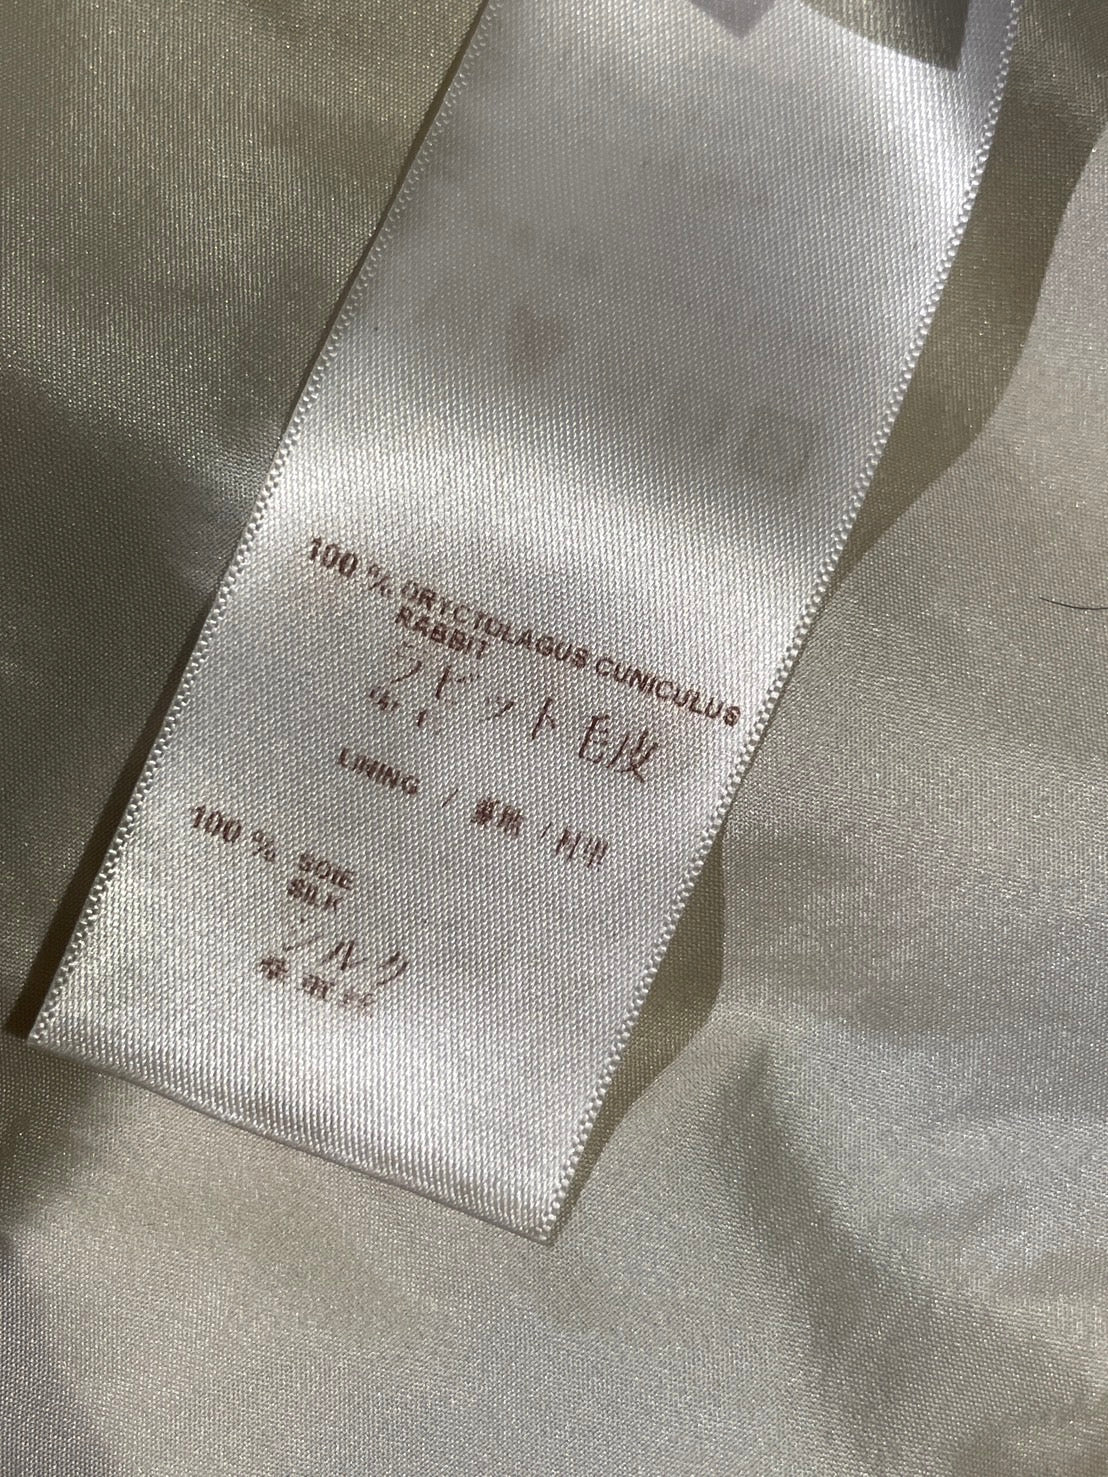 100 % ORYCTOLAGUS CUNICULUS
RABBIT
ラビット 毛皮
LINING /
100 % SOIE
SILK
シルク